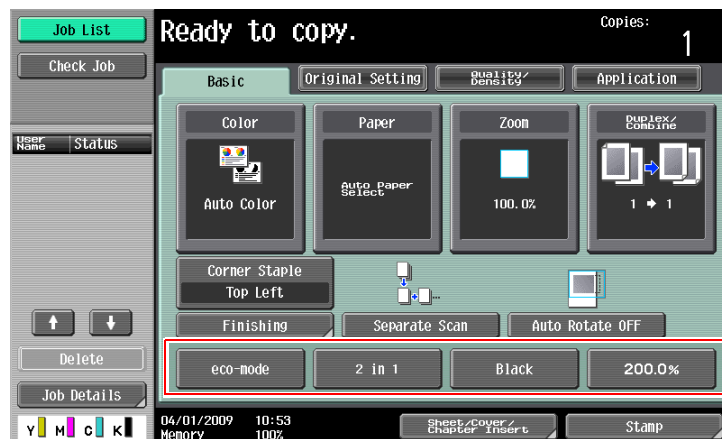 Job List
Check Job
User Name
Status
Delete
Job Details
Y M C K
Ready to copy.
Copies:
1
Basic
Original Setting
Quality/
Density
Application
Color
Auto Color
Paper
Auto Paper
Select
Zoom
100.0%
Duplex/
Combine
1 → 1
Corner Staple
Top Left
Finishing
Separate Scan
Auto Rotate OFF
eco-mode
2 in 1
Black
200.0%
04/01/2009 10:53
Memory 100%
Sheet/Cover/
Chapter Insert
Stamp